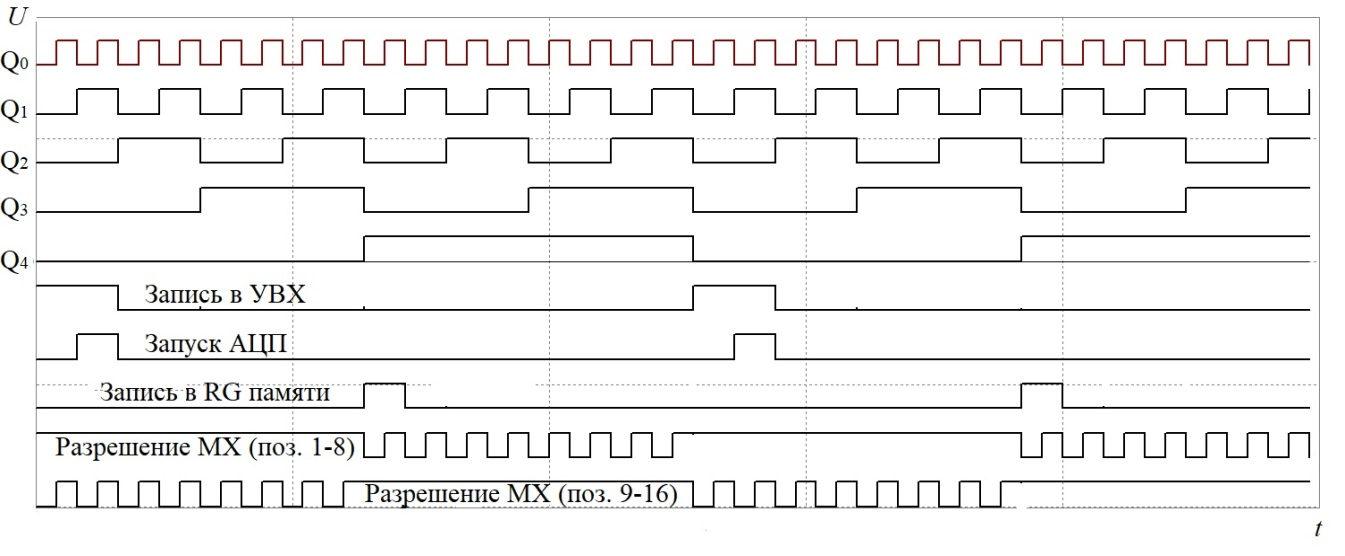 U
Q0
Q1
Q2
Q3
Q4
Запись в УВХ
Запуск АЦП
Запись в RG памяти
Разрешение МХ (поз. 1-8)
Разрешение МХ (поз. 9-16)
t